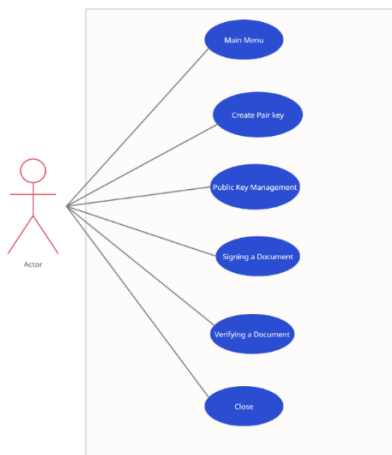 Main Menu
Create Pair key
Public Key Management
Signing a Document
Actor
Verifying a Document
Close